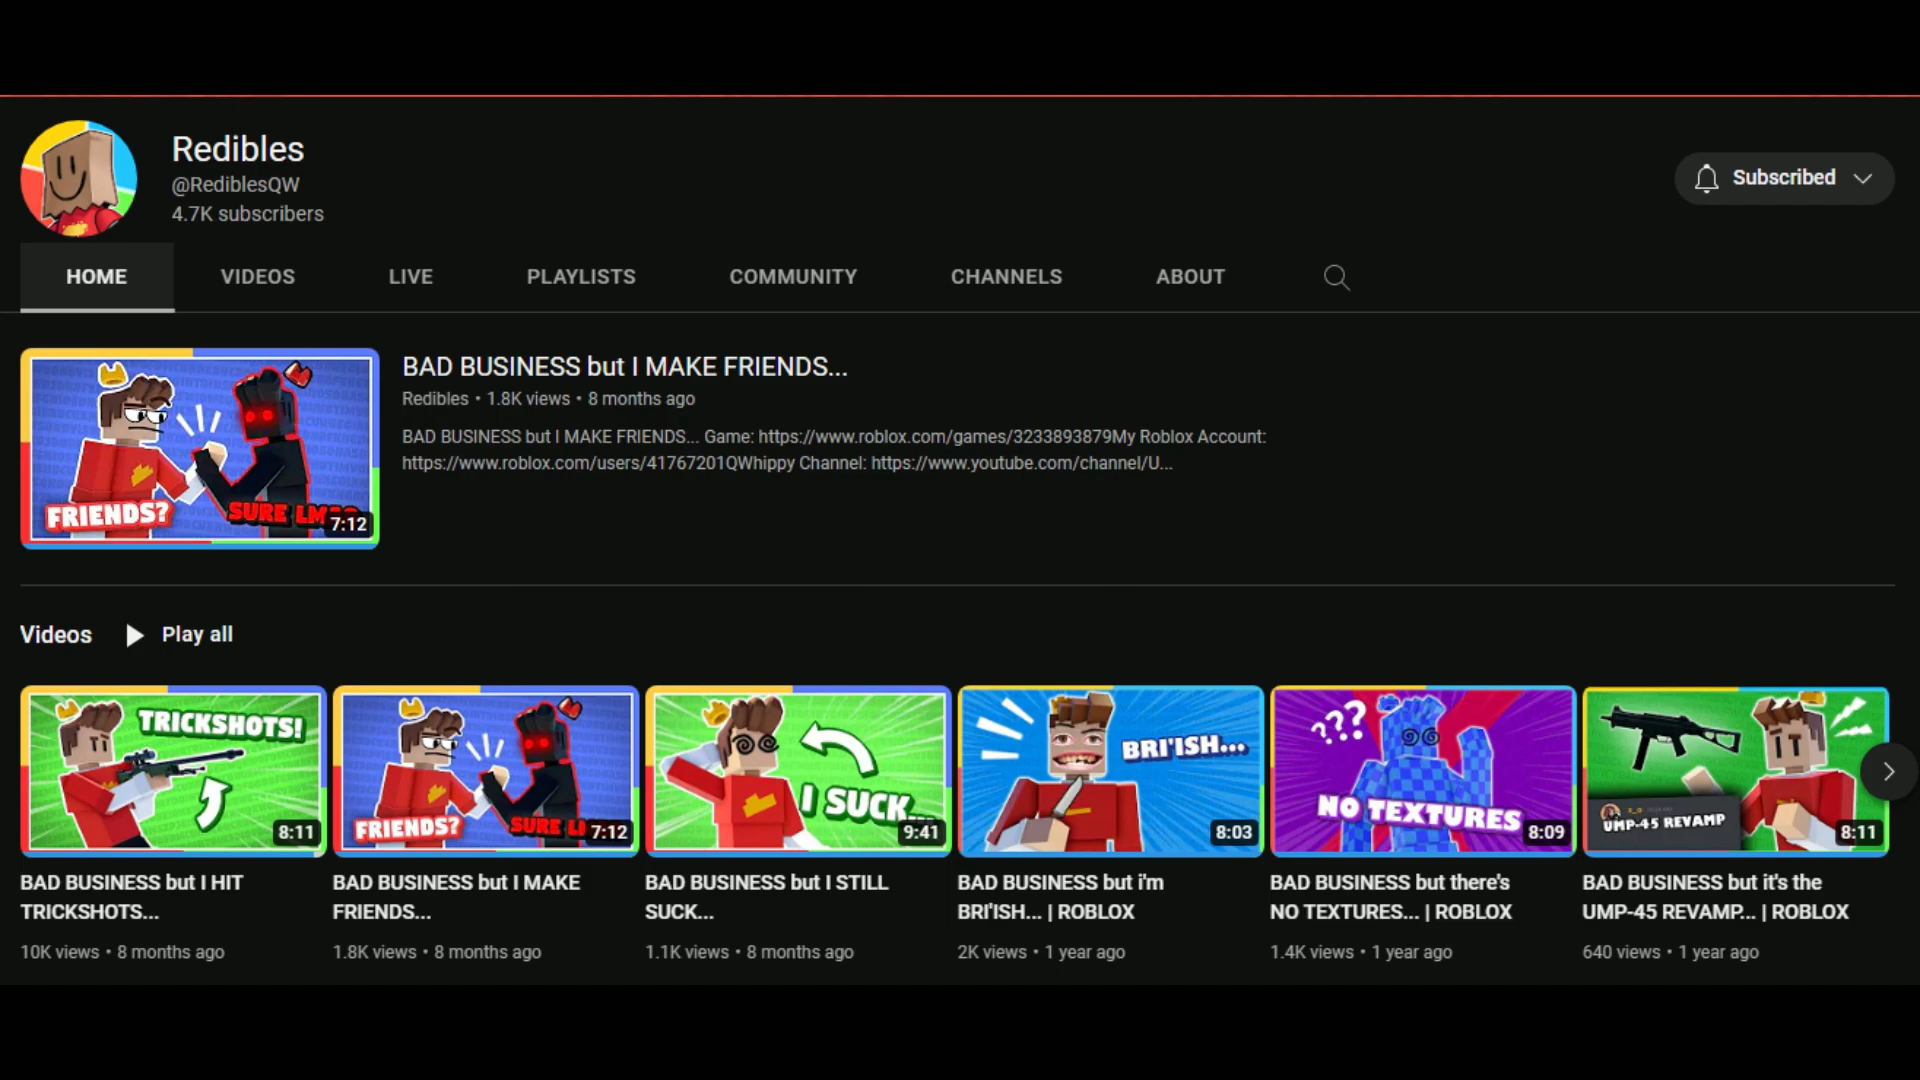 Redibles
@RediblesQW
4.7K subscribers
Subscribed
HOME
VIDEOS
LIVE
PLAYLISTS
COMMUNITY
CHANNELS
ABOUT
FRIENDS?
SURE
7:12
BAD BUSINESS but I MAKE FRIENDS...
Redibles • 1.8K views • 8 months ago
BAD BUSINESS but I MAKE FRIENDS... Game: https://www.roblox.com/games/3233893879My Roblox Account:
https://www.roblox.com/users/41767201QWhippy Channel: https://www.youtube.com/channel/U...
Videos
Play all
TRICKSHOTS!
8:11
BAD BUSINESS but I HIT
TRICKSHOTS...
10K views • 8 months ago
FRIENDS?
SURE
7:12
BAD BUSINESS but I MAKE
FRIENDS...
1.8K views • 8 months ago
I SUCK...
9:41
BAD BUSINESS but I STILL
SUCK...
1.1K views • 8 months ago
BRI'ISH...
8:03
BAD BUSINESS but i'm
BRI'ISH... | ROBLOX
2K views • 1 year ago
???
NO TEXTURES
8:09
BAD BUSINESS but there's
NO TEXTURES... | ROBLOX
1.4K views • 1 year ago
UMP-45 REVAMP
8:11
BAD BUSINESS but it's the
UMP-45 REVAMP... | ROBLOX
640 views • 1 year ago